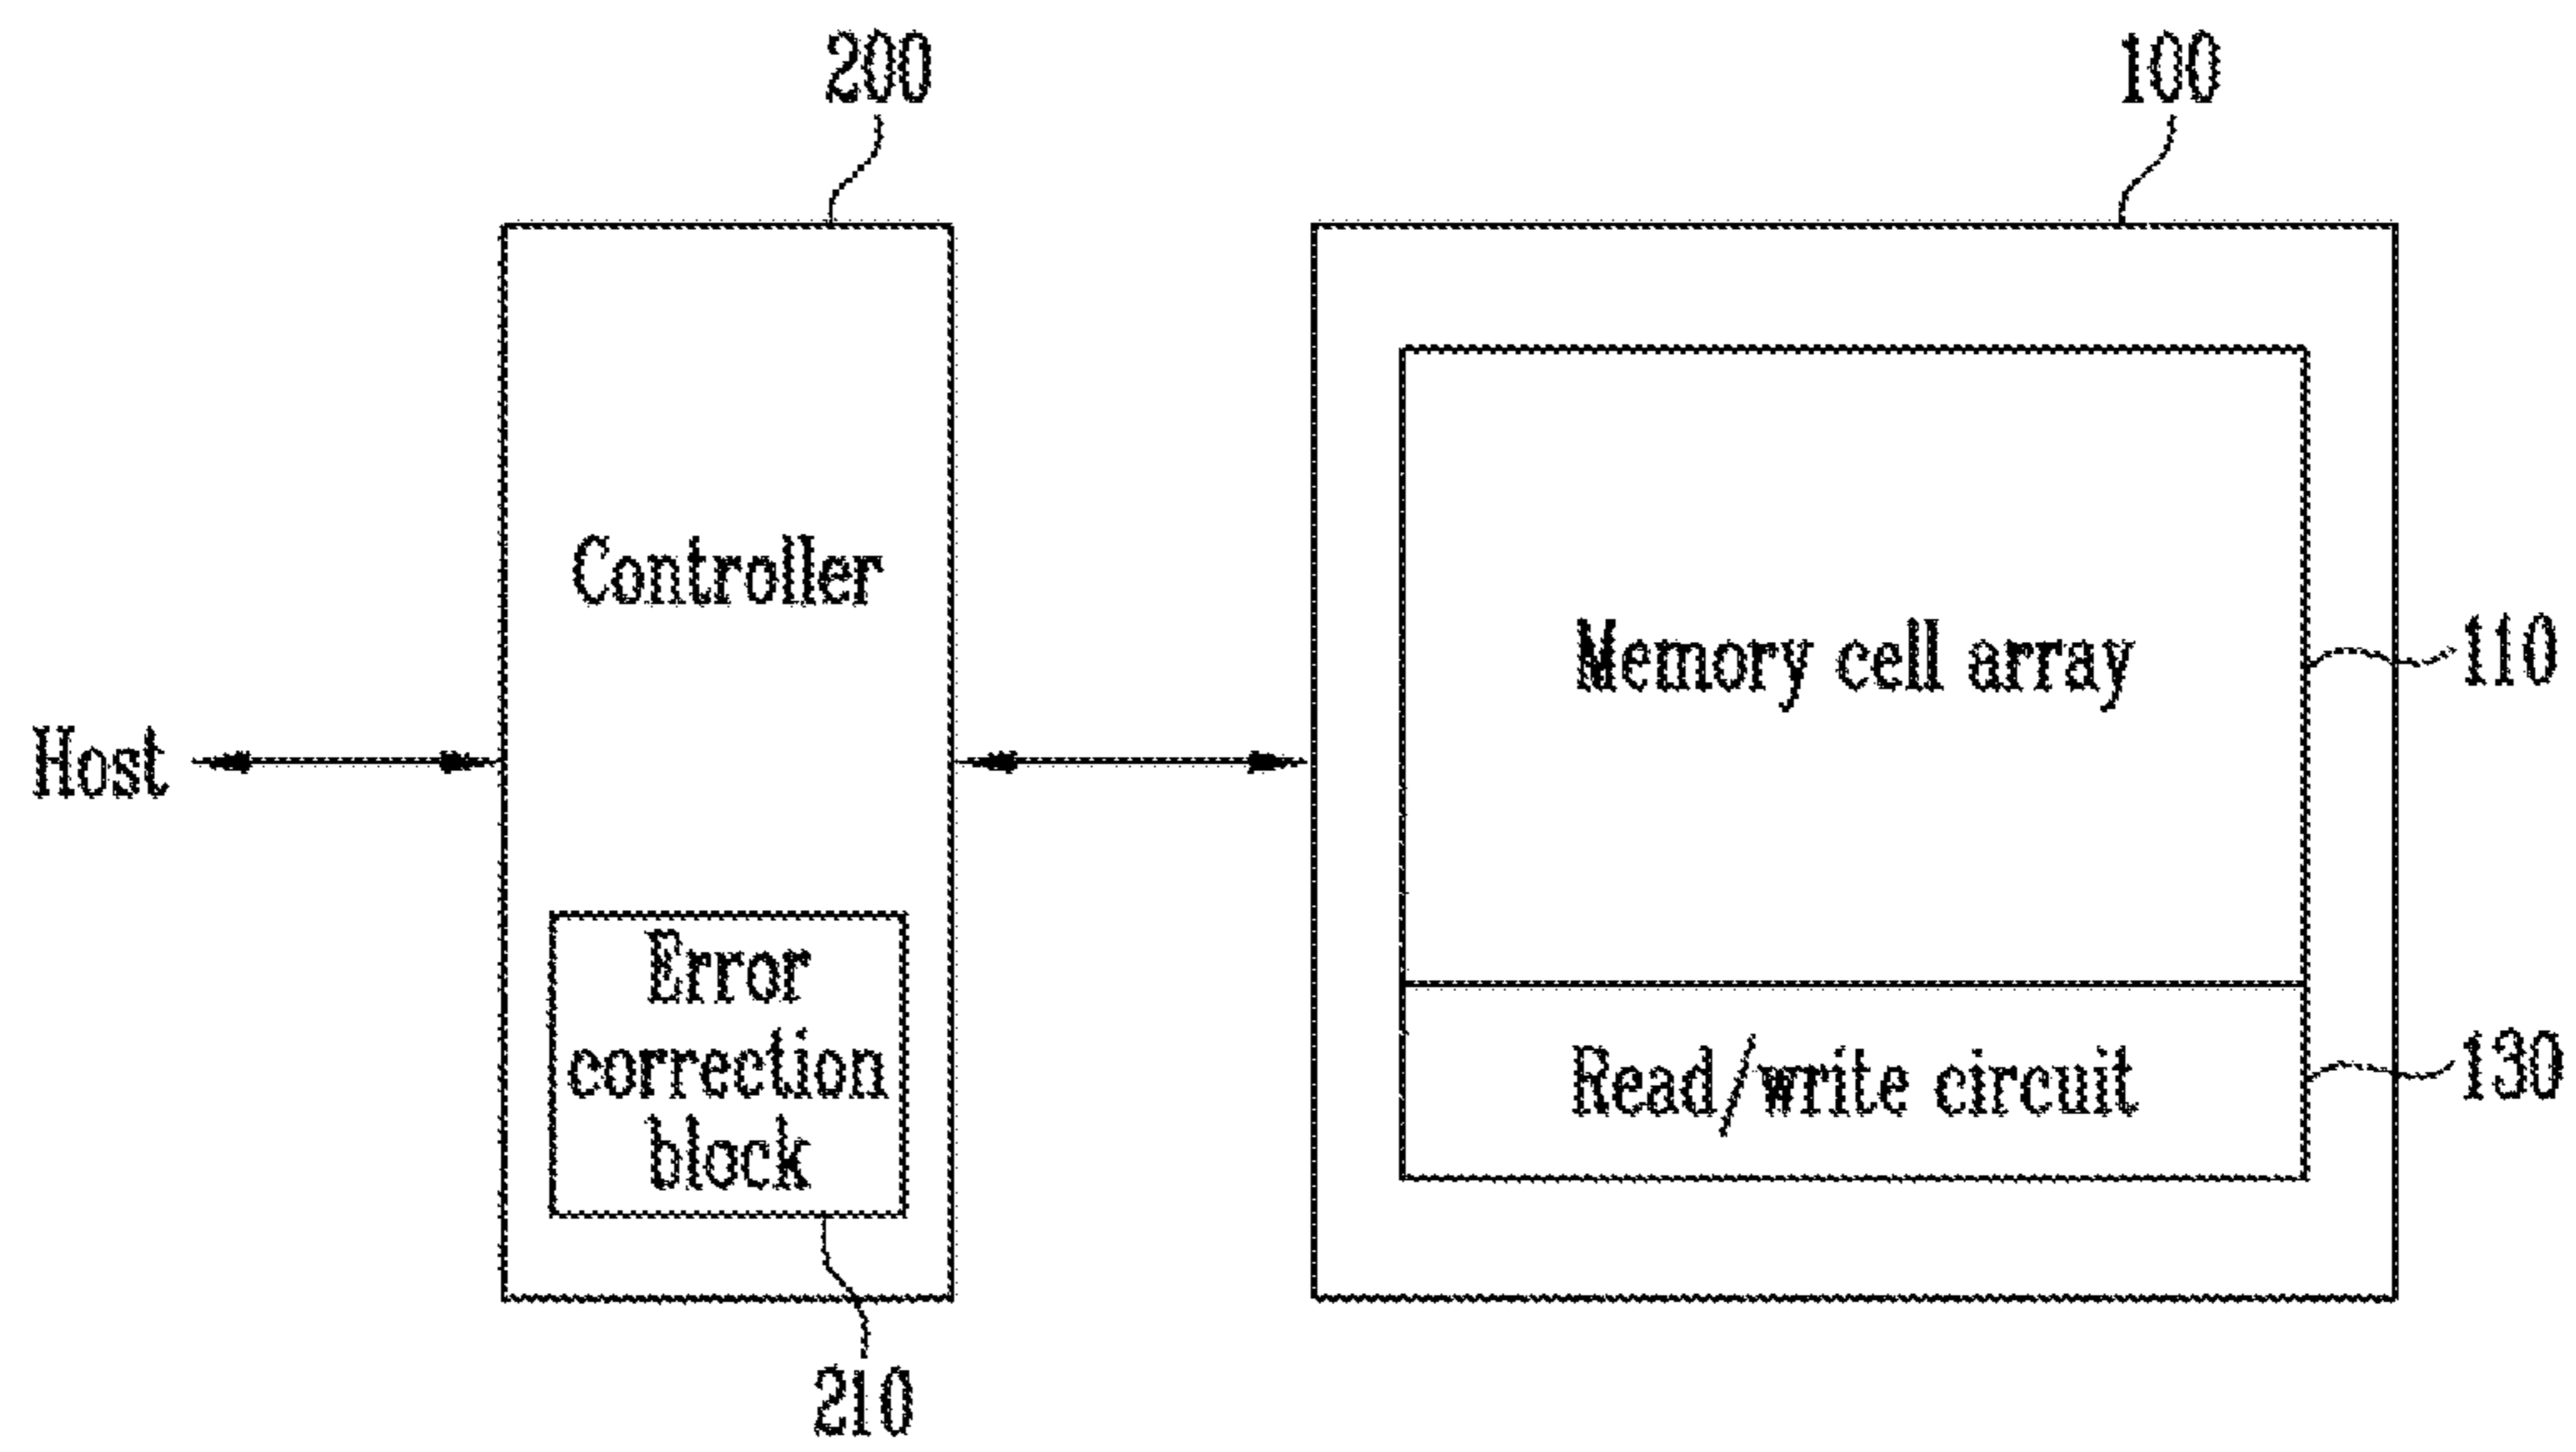 200
100
Controller
Memory cell array
110
Host
Error
correction
block
Read/write circuit
130
210